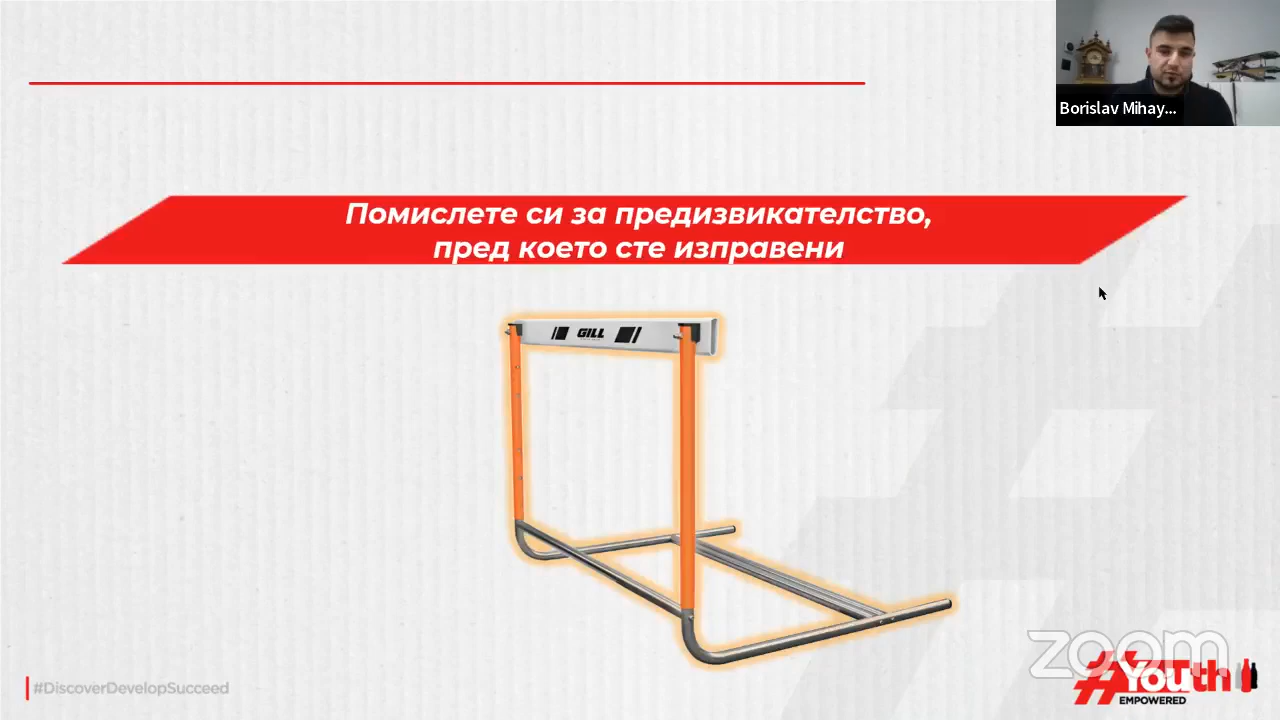 Borislav Mihay...
Помислете си за предизвикателство,
пред което сте изправени
GILL
zoom
#DiscoverDevelopSucceed
#YOUth
EMPOWERED